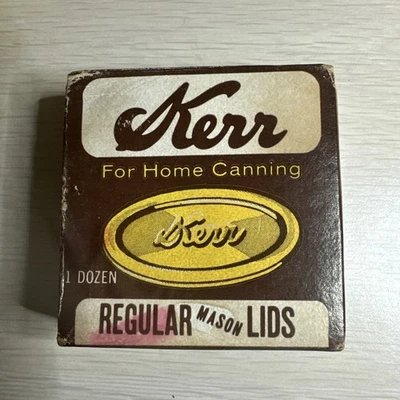 Kerr
For Home Canning
Kerr
1 DOZEN
REGULAR MASON LIDS